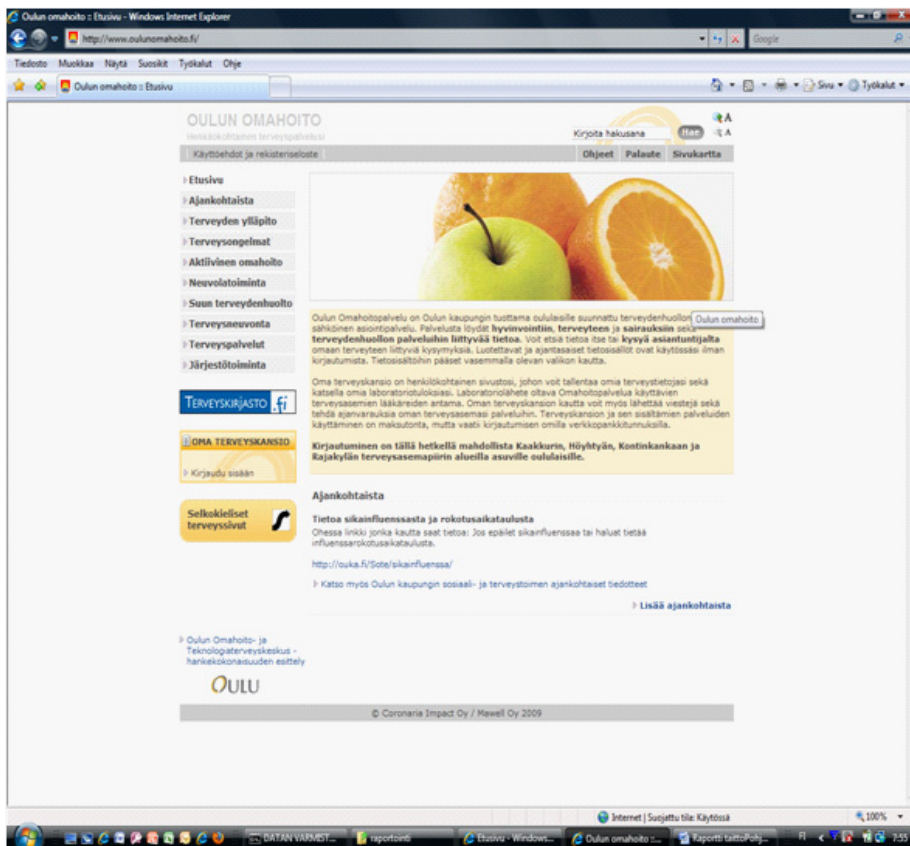 Oulun omahoito :: Etusivu - Windows Internet Explorer
http://www.oulunomahoito.fi/
Google
Tiedosto Muokkaa Näytä Suosikit Työkalut Ohje
Oulun omahoito :: Etusivu
Sivu Työkalut
OULUN OMAHOITO
Henkilökohtainen terveyspalvelusi
Kirjoita hakusana
Hae
A
A
Käyttöehdot ja rekisteriseloste
Ohjeet Palaute Sivukartta
Etusivu
Ajankohtaista
Terveyden ylläpito
Terveysongelmat
Aktiivinen omahoito
Neuvolatoiminta
Suun terveydenhuolto
Terveysneuvonta
Terveyspalvelut
Järjestötoiminta
TERVEYSKIRJASTO .fi
OMA TERVEYSKANSIO
Kirjaudu sisään
Selkokieliset
terveyssivut
Oulun Omahoitopalvelu on Oulun kaupungin tuottama oululaisille suunnattu terveydenhuollon
Oulun omahoito
sähköinen asiointipalvelu. Palvelusta löydät hyvinvointiin, terveyteen ja sairauksiin sekä
terveydenhuollon palveluihin liittyvää tietoa. Voit etsiä tietoa itse tai kysyä asiantuntijalta
omaan terveyteen liittyviä kysymyksiä. Luotettavat ja ajantasaiset tietosisällöt ovat käytössäsi ilman
kirjautumista. Tietosisältöihin pääset vasemmalla olevan valikon kautta.
Oma terveyskansio on henkilökohtainen sivustosi, johon voit tallentaa omia terveystietojasi sekä
katsella omia laboratoriotuloksiasi. Laboratoriolähete oltava Omahoitopalvelua käyttävien
terveysasemien lääkäreiden antama. Oman terveyskansion kautta voit myös lähettää viestejä sekä
tehdä ajanvarauksia oman terveysasemasi palveluihin. Terveyskansion ja sen sisältämien palveluiden
käyttäminen on maksutonta, mutta vaatii kirjautumisen omilla verkkopankkitunnuksilla.
Kirjautuminen on tällä hetkellä mahdollista Kaakkurin, Höyhtyän, Kontinkankaan ja
Rajakylän terveysasemapiirin alueilla asuville oululaisille.
Ajankohtaista
Tietoa sikainfluenssasta ja rokotusaikataulusta
Ohessa linkki jonka kautta saat tietoa: Jos epäilet sikainfluenssaa tai haluat tietää
influenssarokotusaikataulusta.
http://ouka.fi/Sote/sikainfluenssa/
Katso myös Oulun kaupungin sosiaali- ja terveystoimen ajankohtaiset tiedotteet
Lisää ajankohtaista
Oulun Omahoito- ja
Teknologiaterveyskeskus -
hankekokonaisuuden esittely
OULU
© Coronaria Impact Oy / Mawell Oy 2009
Internet | Suojattu tila: Käytössä
100%
DATAN VARMIST... raportointi Etusivu - Windows... Oulun omahoito ::... Raportti taittoPohj... FI 7:55